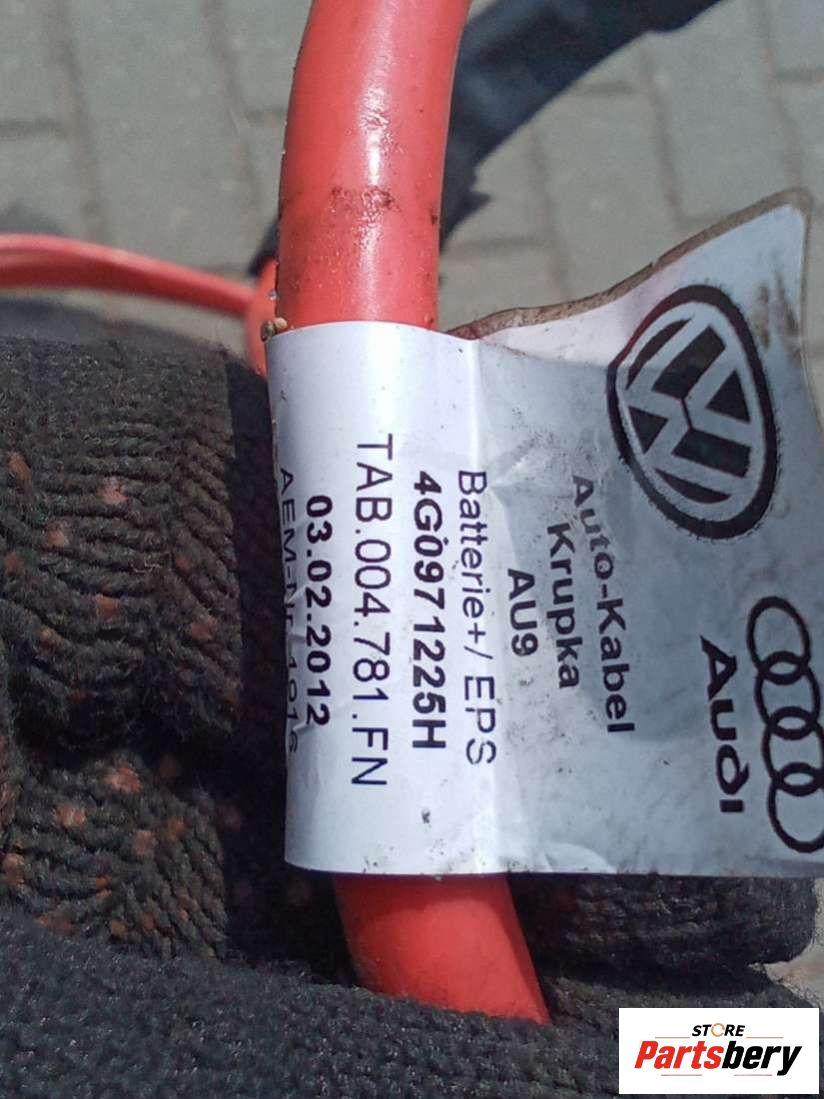 Auto-Kabel
Krupka
AU9
Batterie+/ EPS
4G0971225H
TAB.004.781.FN
03.02.2012
Audi
STORE
Partsbery